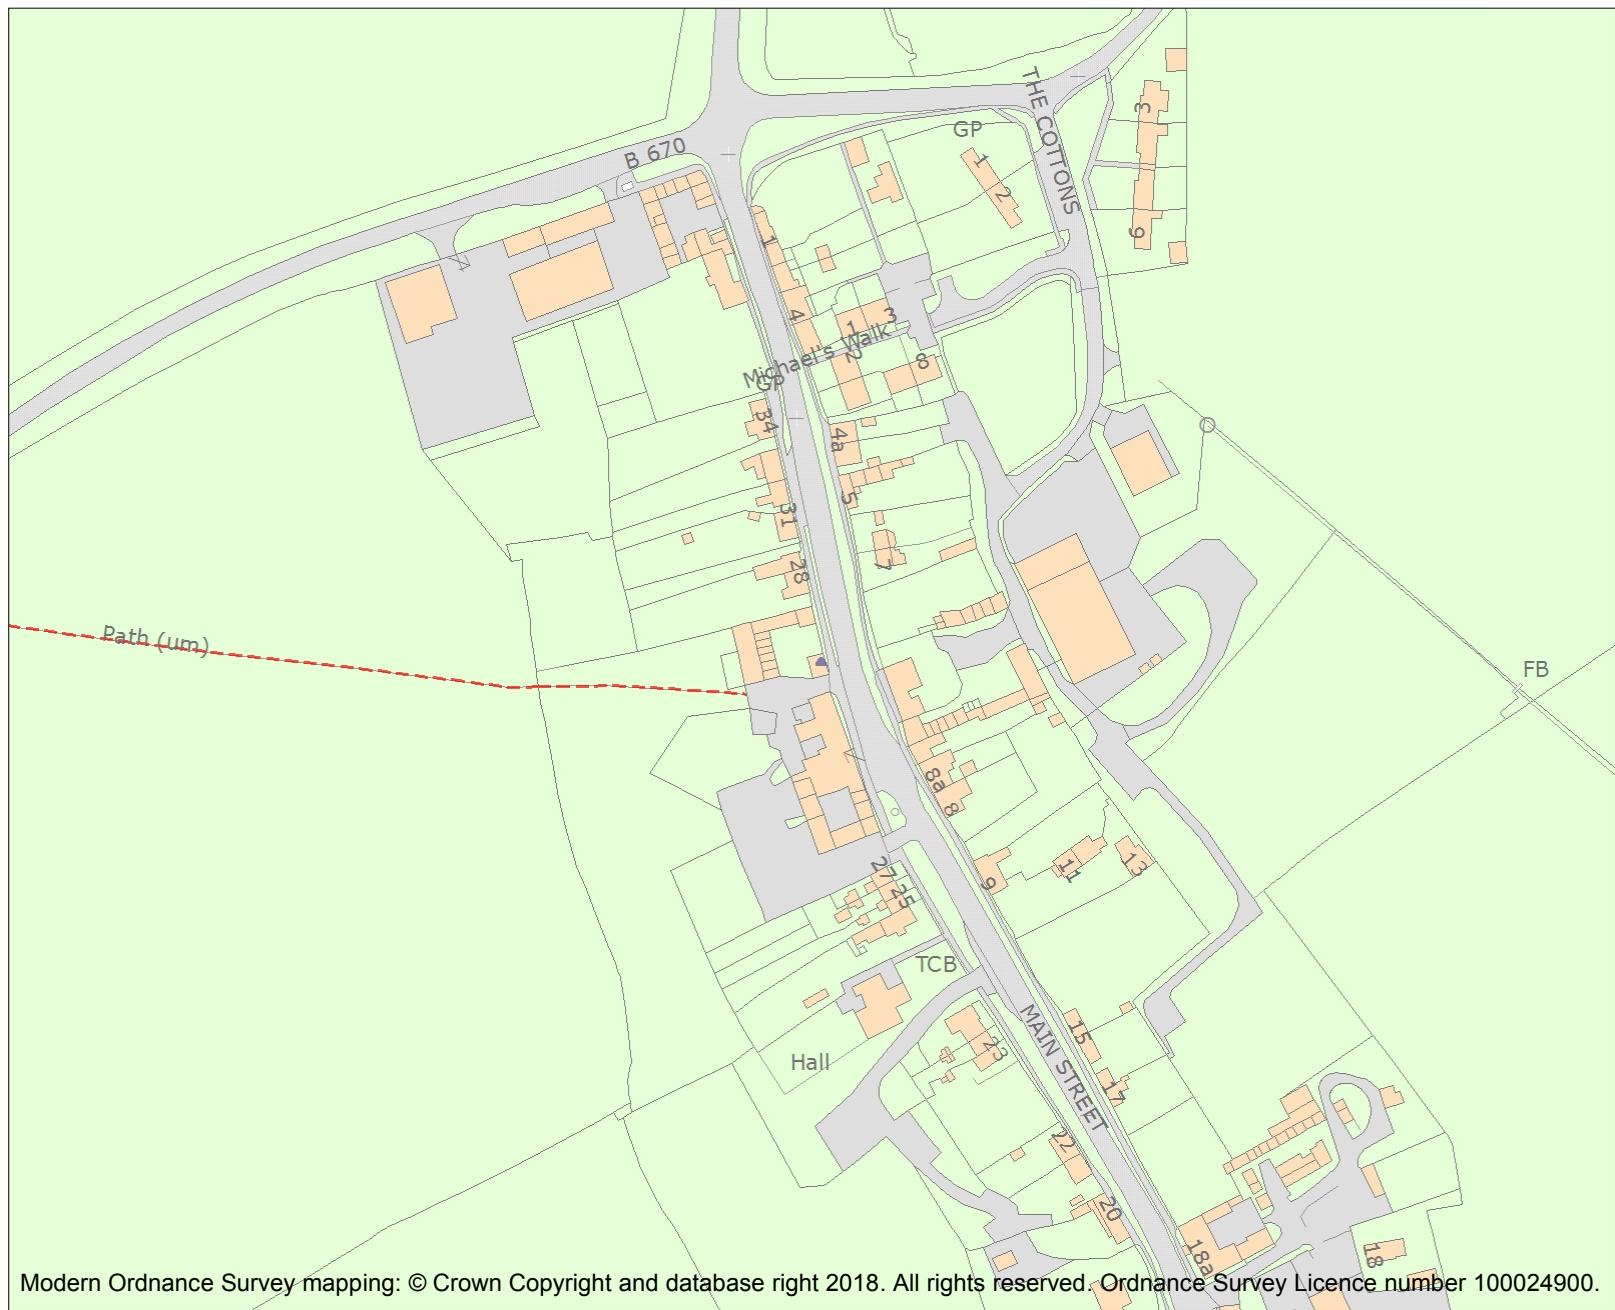 B 670
THE COTTONS
GP
1
2
3
6
1
4
1
3
Michael's Walk
2
GP
8
34
4a
5
31
7
28
Path (um)
FB
8a
8
27
25
9
11
13
TCB
Hall
23
MAIN STREET
15
17
22
20
18a
18
Modern Ordnance Survey mapping: © Crown Copyright and database right 2018. All rights reserved. Ordnance Survey Licence number 100024900.